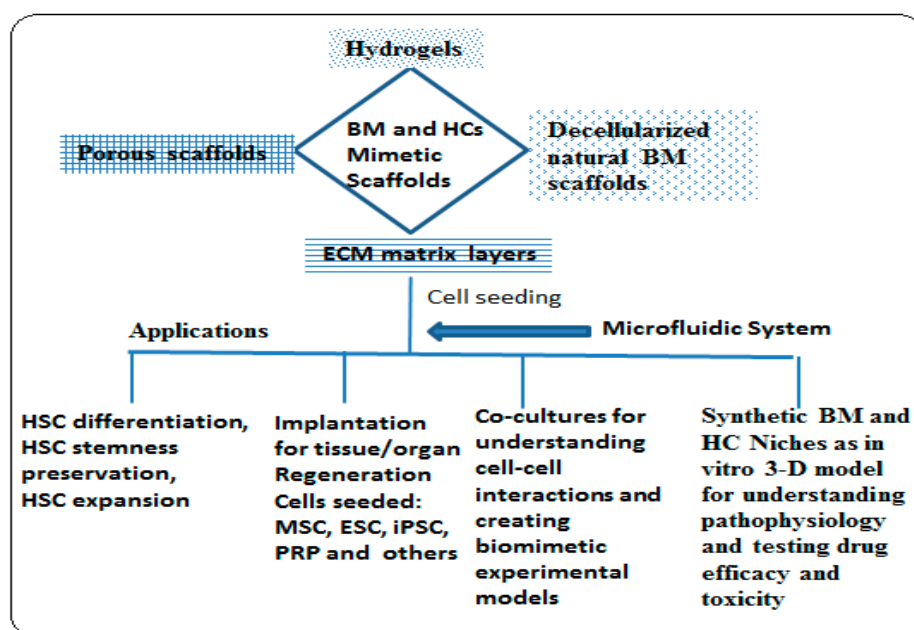 Hydrogels
BM and HCs
Mimetic
Scaffolds
Porous scaffolds
Decellularized
natural BM
scaffolds
ECM matrix layers
Cell seeding
Applications
Microfluidic System
HSC differentiation,
HSC stemness
preservation,
HSC expansion
Implantation
for tissue/organ
Regeneration
Cells seeded:
MSC, ESC, iPSC,
PRP and others
Co-cultures for
understanding
cell-cell
interactions and
creating
biomimetic
experimental
models
Synthetic BM and
HC Niches as in
vitro 3-D model
for understanding
pathophysiology
and testing drug
efficacy and
toxicity